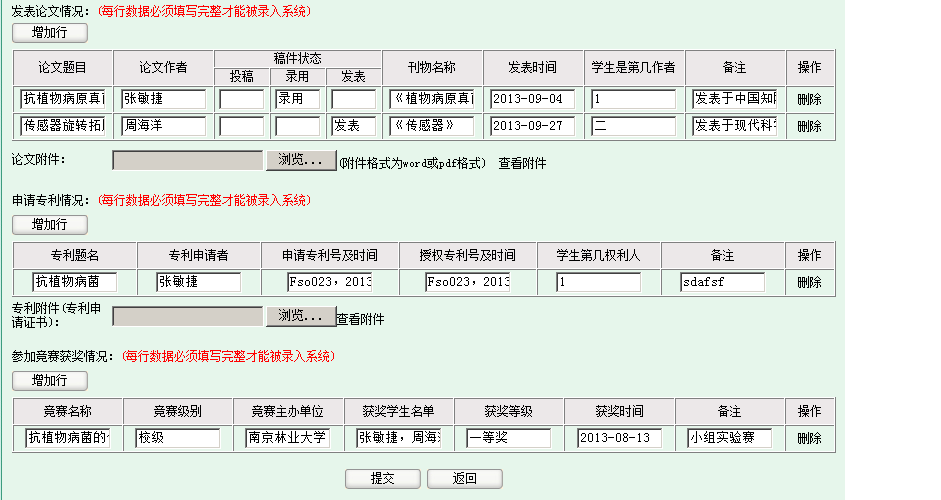 发表论文情况：(每行数据必须填写完整才能被录入系统)
增加行
论文题目 论文作者 稿件状态 刊物名称 发表时间 学生是第几作者 备注 操作
投稿 录用 发表
抗植物病原真 张敏捷 录用 《植物病原真 2013-09-04 1 发表于中国知 删除
传感器旋转拓 周海洋 发表 《传感器》 2013-09-27 二 发表于现代科 删除
论文附件： 浏览... (附件格式为word或pdf格式) 查看附件
申请专利情况：(每行数据必须填写完整才能被录入系统)
增加行
专利题名 专利申请者 申请专利号及时间 授权专利号及时间 学生第几权利人 备注 操作
抗植物病菌 张敏捷 Fso023，2013 Fso023，2013 1 sdafsf 删除
专利附件(专利申
请证书)： 浏览... 查看附件
参加竞赛获奖情况：(每行数据必须填写完整才能被录入系统)
增加行
竞赛名称 竞赛级别 竞赛主办单位 获奖学生名单 获奖等级 获奖时间 备注 操作
抗植物病菌的 校级 南京林业大学 张敏捷，周海 一等奖 2013-08-13 小组实验赛 删除
提交 返回